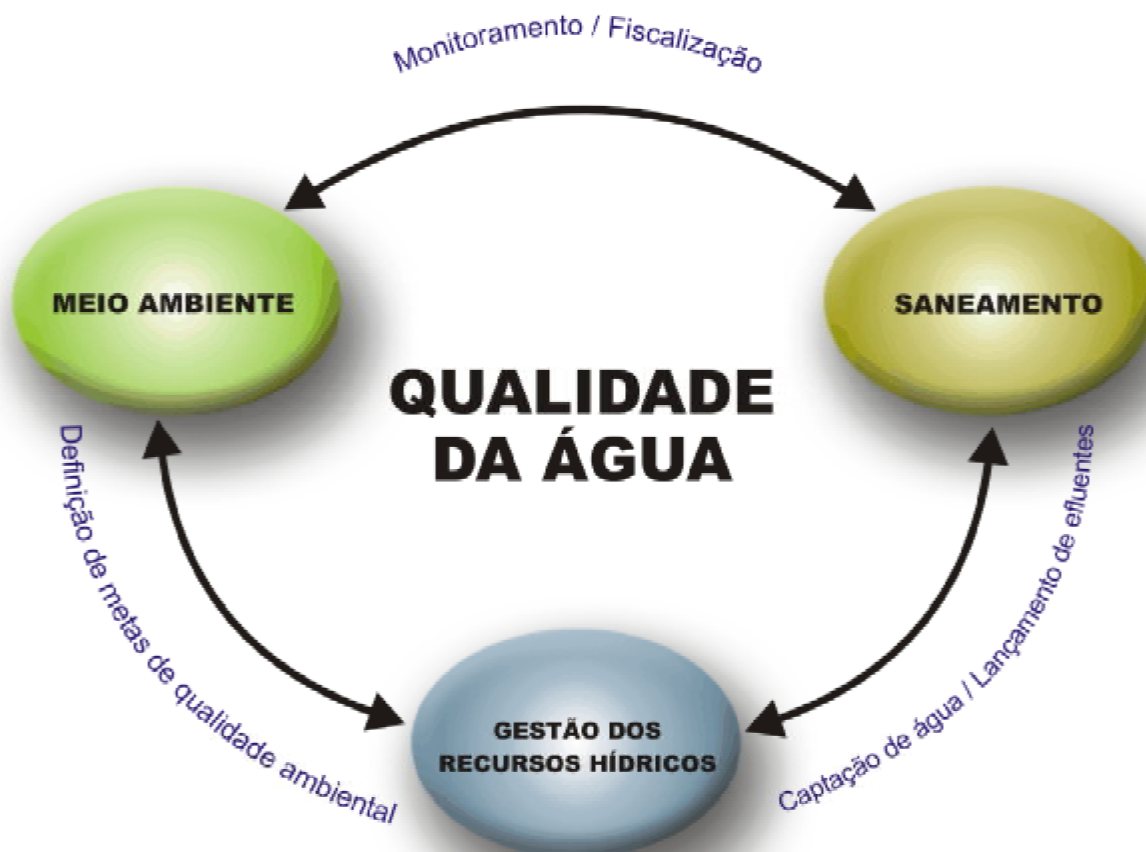 Monitoramento / Fiscalização
MEIO AMBIENTE
SANEAMENTO
QUALIDADE
DA ÁGUA
Definição de metas de qualidade ambiental
Captação de água / Lançamento de efluentes
GESTÃO DOS
RECURSOS HÍDRICOS